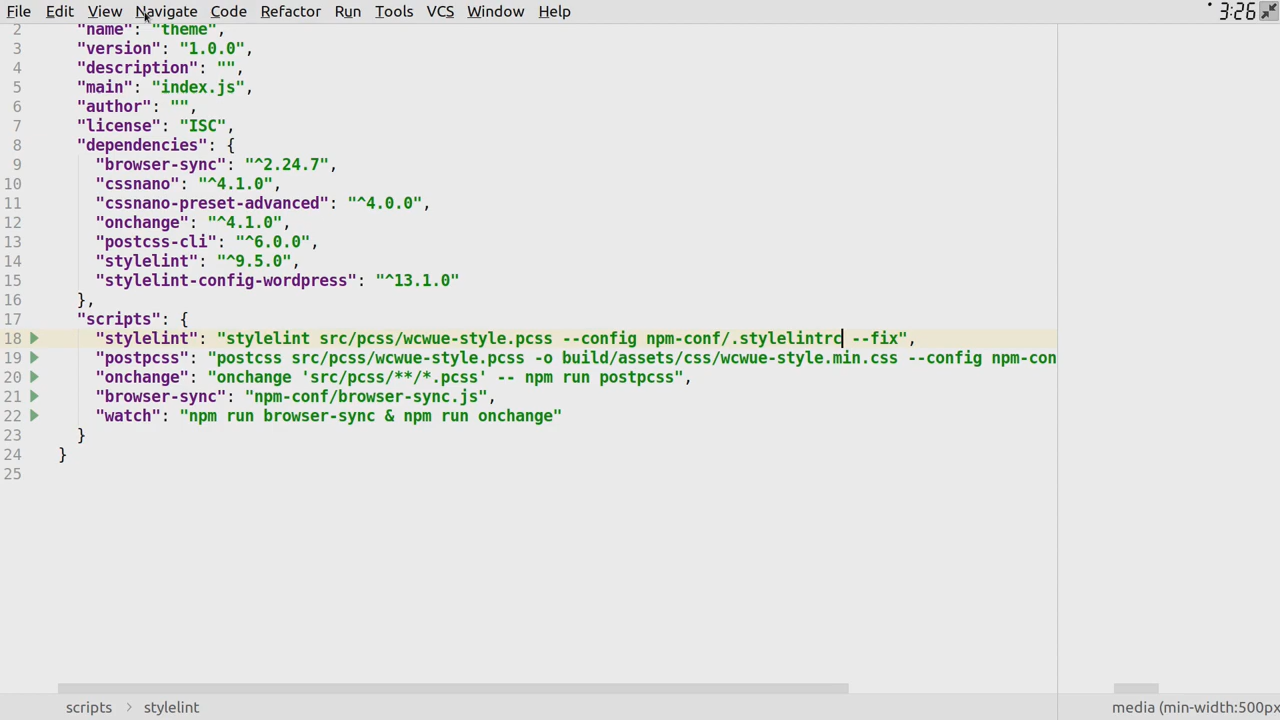 File Edit View Navigate Code Refactor Run Tools VCS Window Help 3:26
2 "name": "theme",
3 "version": "1.0.0",
4 "description": "",
5 "main": "index.js",
6 "author": "",
7 "license": "ISC",
8 "dependencies": {
9 "browser-sync": "^2.24.7",
10 "cssnano": "^4.1.0",
11 "cssnano-preset-advanced": "^4.0.0",
12 "onchange": "^4.1.0",
13 "postcss-cli": "^6.0.0",
14 "stylelint": "^9.5.0",
15 "stylelint-config-wordpress": "^13.1.0"
16 },
17 "scripts": {
18 "stylelint": "stylelint src/pcss/wcwue-style.pcss --config npm-conf/.stylelintrc --fix",
19 "postpcss": "postcss src/pcss/wcwue-style.pcss -o build/assets/css/wcwue-style.min.css --config npm-con
20 "onchange": "onchange 'src/pcss/**/*.pcss' -- npm run postpcss",
21 "browser-sync": "npm-conf/browser-sync.js",
22 "watch": "npm run browser-sync & npm run onchange"
23 }
24 }
25
scripts > stylelint media (min-width:500px